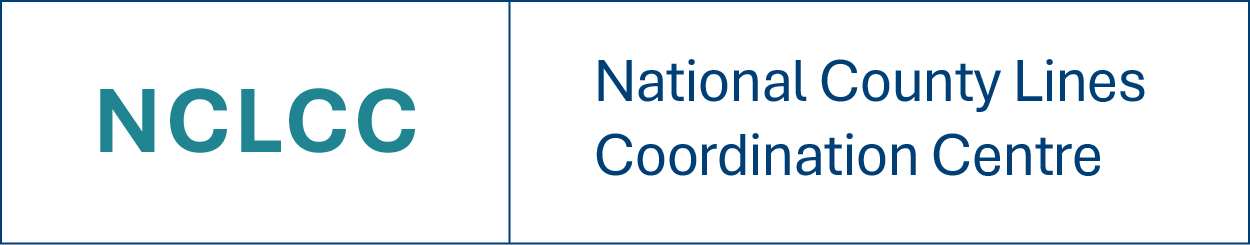 NCLCC
National County Lines
Coordination Centre